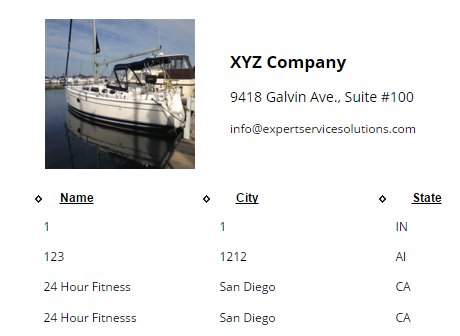 XYZ Company
9418 Galvin Ave., Suite #100
info@expertservicesolutions.com
Name City State
1 1 IN
123 1212 AI
24 Hour Fitness San Diego CA
24 Hour Fitnesss San Diego CA